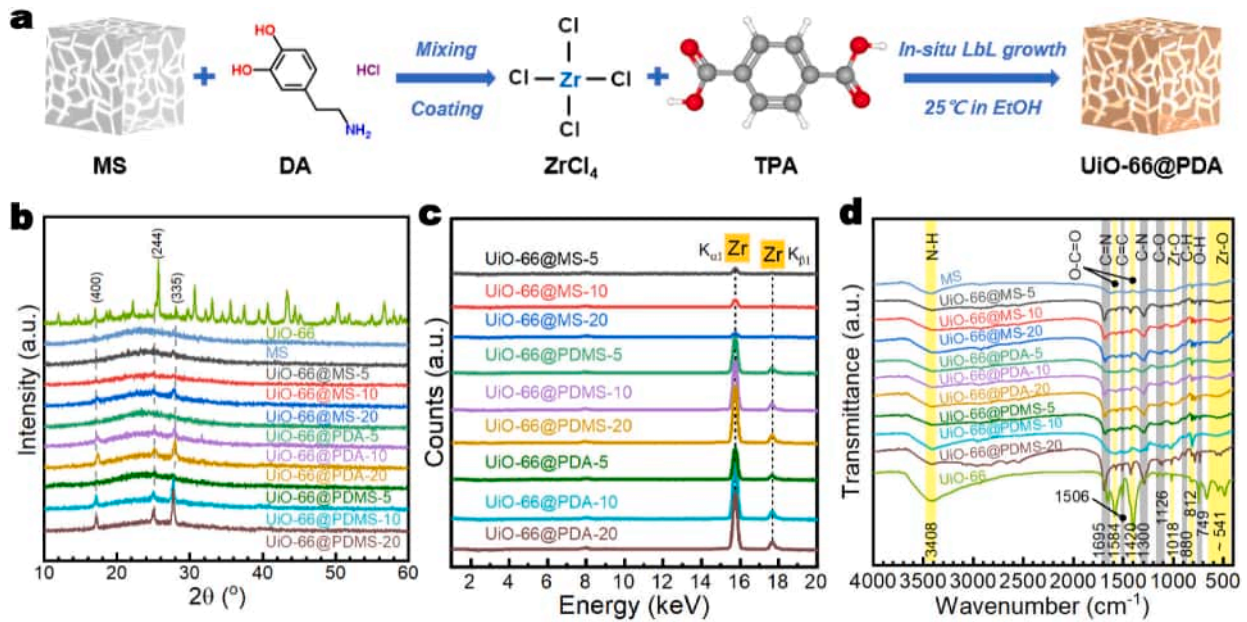 a
HO
HO
HCl
NH2
Mixing
Coating
Cl
Cl
Zr
Cl
Cl
In-situ LbL growth
25℃ in EtOH
MS
DA
ZrCl4
TPA
UiO-66@PDA
b
Intensity (a.u.)
(400)
(244)
(335)
UiO-66
MS
UiO-66@MS-5
UiO-66@MS-10
UiO-66@MS-20
UiO-66@PDA-5
UiO-66@PDA-10
UiO-66@PDA-20
UiO-66@PDMS-5
UiO-66@PDMS-10
UiO-66@PDMS-20
10 20 30 40 50 60
2θ (°)
c
Counts (a.u.)
Kα1 Zr
Zr Kβ1
UiO-66@MS-5
UiO-66@MS-10
UiO-66@MS-20
UiO-66@PDMS-5
UiO-66@PDMS-10
UiO-66@PDMS-20
UiO-66@PDA-5
UiO-66@PDA-10
UiO-66@PDA-20
2 4 6 8 10 12 14 16 18 20
Energy (keV)
d
Transmittance (a.u.)
N-H
O-C=O
C=N
C=C
C-N
C-O
Zr-O
C-H
O-H
Zr-O
MS
UiO-66@MS-5
UiO-66@MS-10
UiO-66@MS-20
UiO-66@PDA-5
UiO-66@PDA-10
UiO-66@PDA-20
UiO-66@PDMS-5
UiO-66@PDMS-10
UiO-66@PDMS-20
UiO-66
3408
1506
1695
1584
1420
1300
1126
1018
880
812
749
~ 541
4000 3500 3000 2500 2000 1500 1000 500
Wavenumber (cm-1)